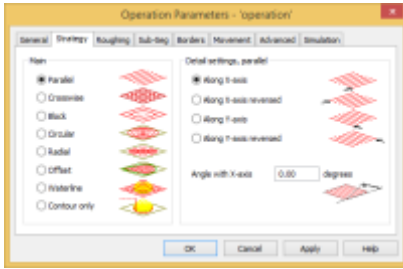 Operation Parameters - 'operation'
General Strategy Roughing Sub-Seg Borders Movement Advanced Simulation
Main
Parallel
Crosswise
Block
Circular
Radial
Offset
Waterline
Contour only
Detail settings, parallel
Along X-axis
Along X-axis reversed
Along Y-axis
Along Y-axis reversed
Angle with X-axis 0.00 degrees
OK Cancel Apply Help